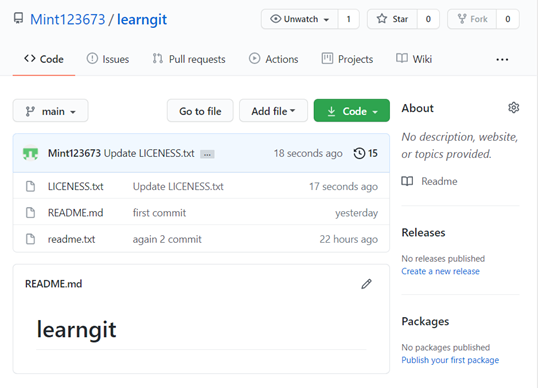 Mint123673 / learngit
Unwatch 1 Star 0 Fork 0
Code Issues Pull requests Actions Projects Wiki ...
main Go to file Add file Code
Mint123673 Update LICENESS.txt ... 18 seconds ago 15
LICENESS.txt Update LICENESS.txt 17 seconds ago
README.md first commit yesterday
readme.txt again 2 commit 22 hours ago
README.md
learngit
About
No description, website,
or topics provided.
Readme
Releases
No releases published
Create a new release
Packages
No packages published
Publish your first package